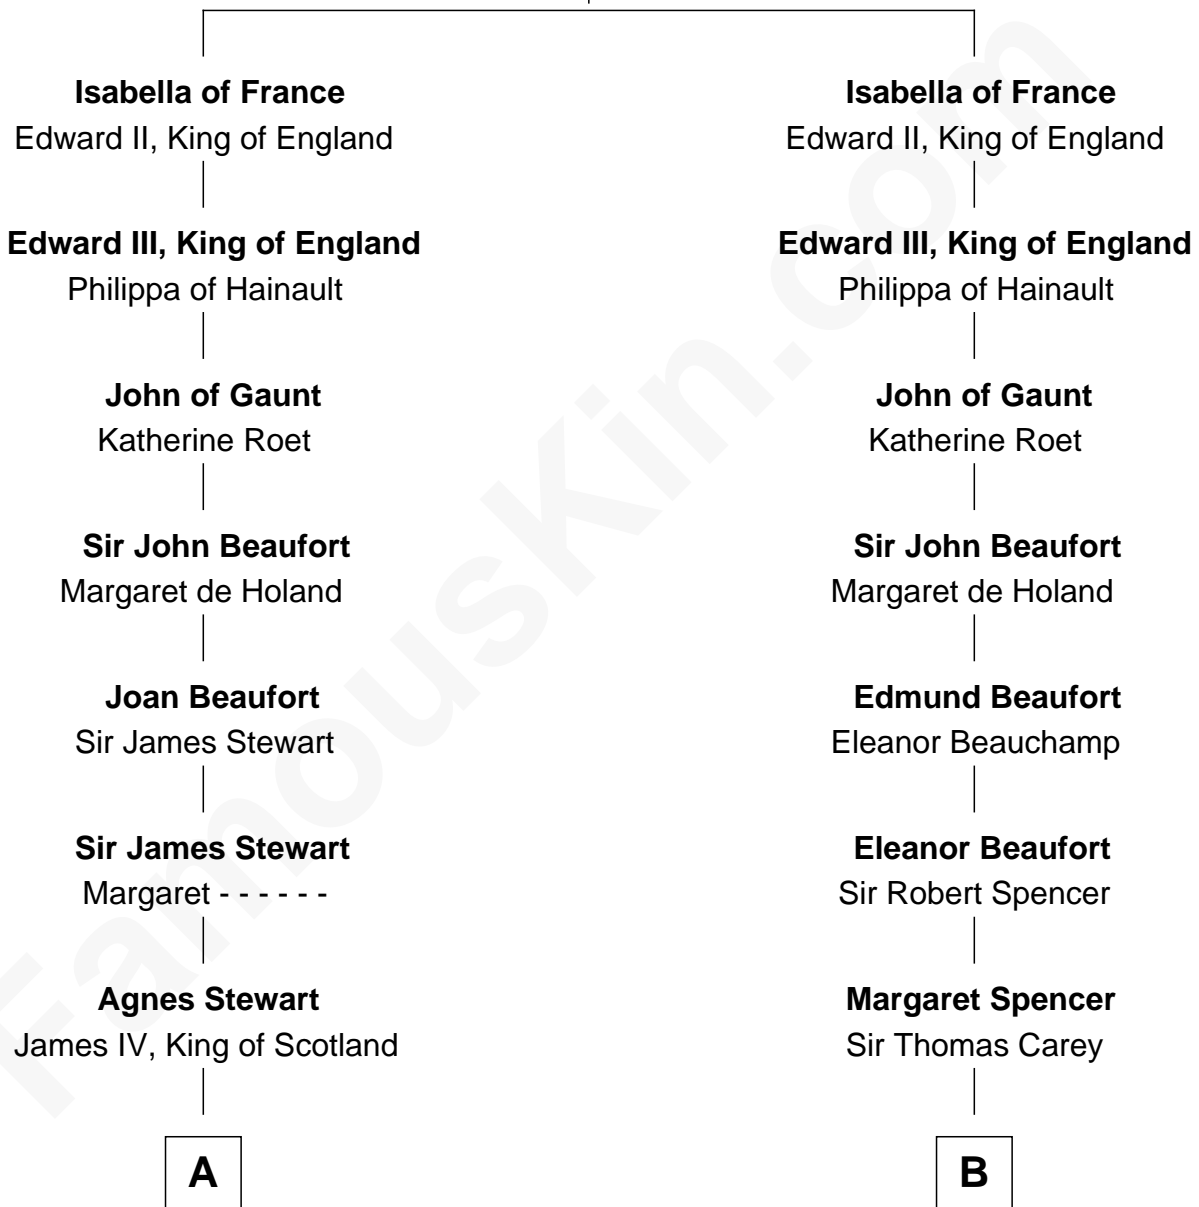 Isabella of France
Edward II, King of England
Edward III, King of England
Philippa of Hainault
John of Gaunt
Katherine Roet
Sir John Beaufort
Margaret de Holand
Joan Beaufort
Sir James Stewart
Sir James Stewart
Margaret - - - - - -
Agnes Stewart
James IV, King of Scotland
A
Isabella of France
Edward II, King of England
Edward III, King of England
Philippa of Hainault
John of Gaunt
Katherine Roet
Sir John Beaufort
Margaret de Holand
Edmund Beaufort
Eleanor Beauchamp
Eleanor Beaufort
Sir Robert Spencer
Margaret Spencer
Sir Thomas Carey
B
FamousKin.com